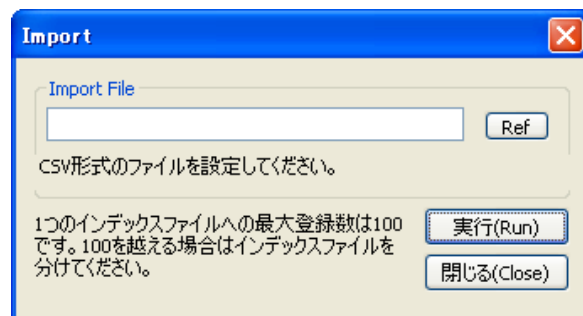 Import
Import File
Ref
CSV形式のファイルを設定してください。
1つのインデックスファイルへの最大登録数は100
です。100を越える場合はインデックスファイルを
分けてください。
実行(Run)
閉じる(Close)